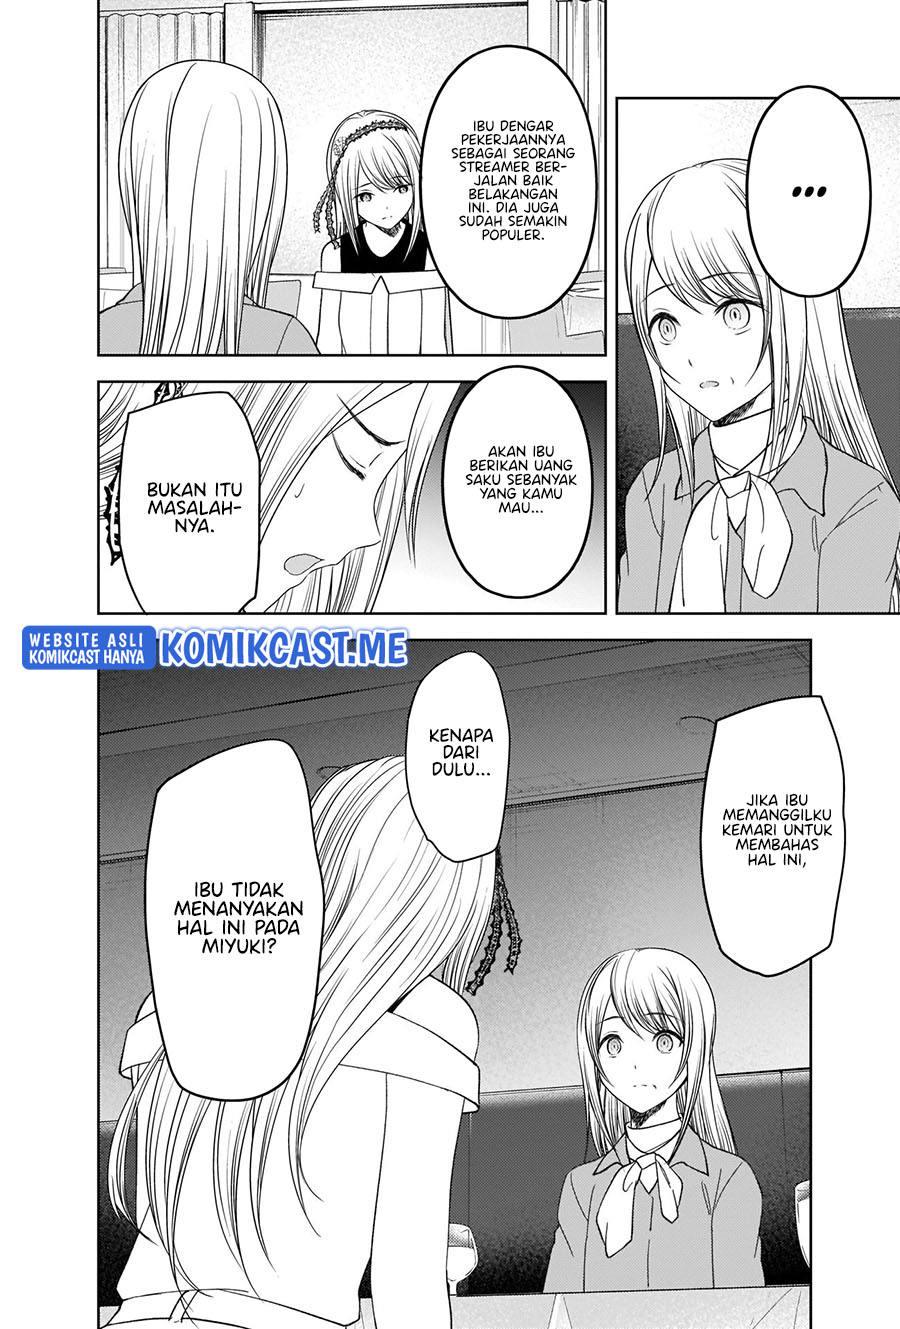 ...
IBU DENGAR
PEKERJAANNYA
SEBAGAI SEORANG
STREAMER BER-
JALAN BAIK
BELAKANGAN
INI. DIA JUGA
SUDAH SEMAKIN
POPULER.
AKAN IBU
BERIKAN UANG
SAKU SEBANYAK
YANG KAMU
MAU...
BUKAN ITU
MASALAH-
NYA.
WEBSITE ASLI
KOMIKCAST HANYA
KOMIKCAST.ME
JIKA IBU
MEMANGGILKU
KEMARI UNTUK
MEMBAHAS
HAL INI,
KENAPA
DARI
DULU...
IBU TIDAK
MENANYAKAN
HAL INI PADA
MIYUKI?